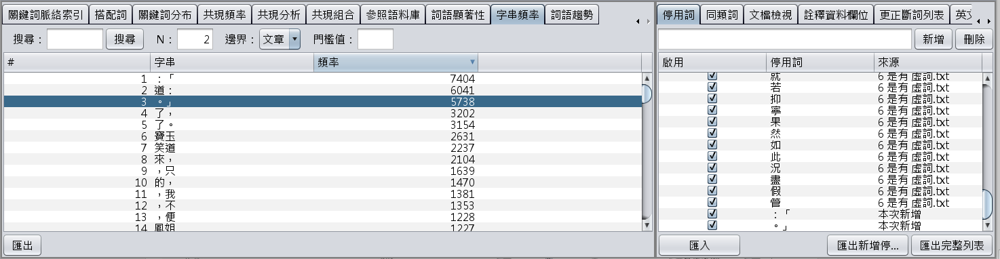 關鍵詞脈絡索引 搭配詞 關鍵詞分布 共現頻率 共現分析 共現組合 參照語料庫 詞語顯著性 字串頻率 詞語趨勢
搜尋： 搜尋 N： 2 邊界： 文章 門檻值：
# 字串 頻率
1 ：「 7404
2 道： 6041
3 。」 5738
4 了， 3202
5 了。 3154
6 寶玉 2631
7 笑道 2237
8 來， 2104
9 ，只 1639
10 的， 1470
11 ，我 1381
12 ，不 1353
13 ，便 1228
14 鳳姐 1227
匯出
停用詞 同類詞 文檔檢視 詮釋資料欄位 更正斷詞列表 英文
新增 刪除
啟用 停用詞 來源
就 6 是有 虛詞.txt
若 6 是有 虛詞.txt
抑 6 是有 虛詞.txt
寧 6 是有 虛詞.txt
果 6 是有 虛詞.txt
然 6 是有 虛詞.txt
如 6 是有 虛詞.txt
此 6 是有 虛詞.txt
況 6 是有 虛詞.txt
盡 6 是有 虛詞.txt
假 6 是有 虛詞.txt
管 6 是有 虛詞.txt
：「 本次新增
。」 本次新增
匯入 匯出新增停... 匯出完整列表